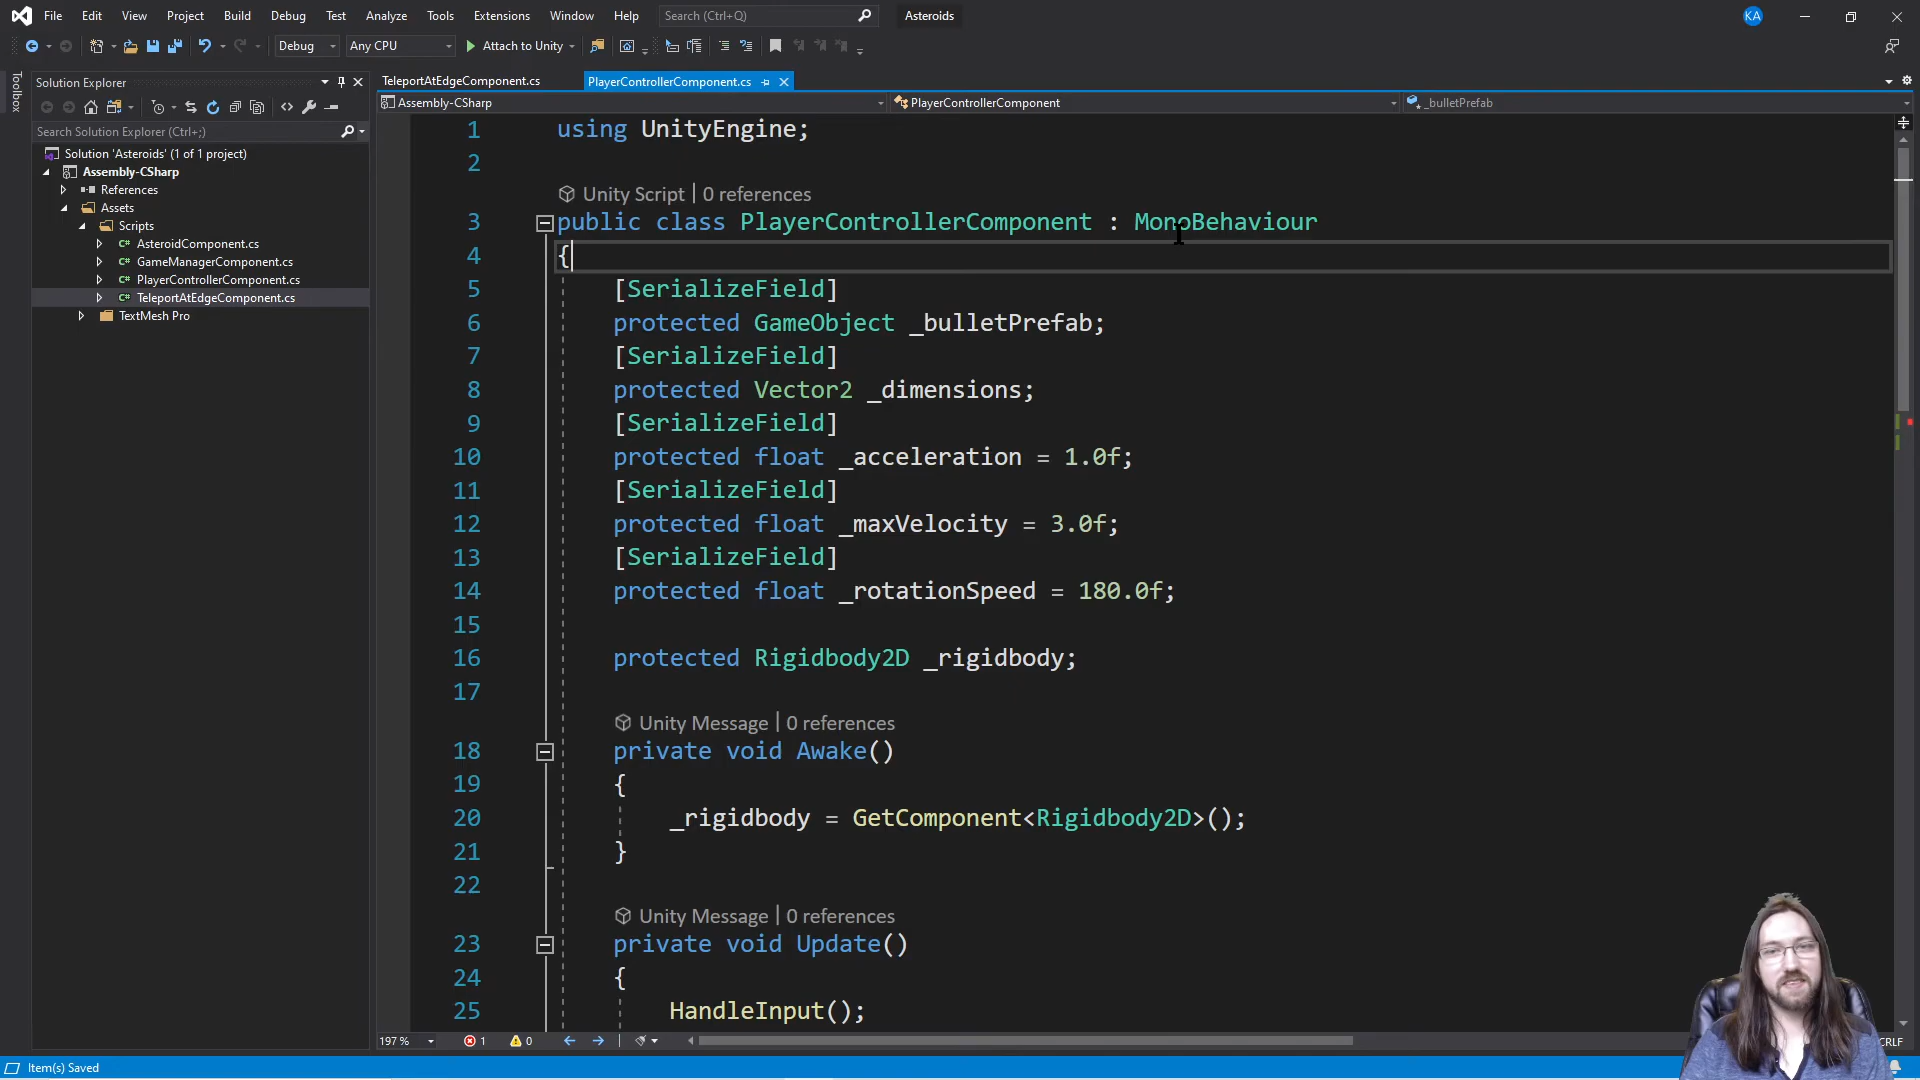 File Edit View Project Build Debug Test Analyze Tools Extensions Window Help Search (Ctrl+Q) Asteroids KA
Debug Any CPU Attach to Unity
Toolbox
Solution Explorer
Search Solution Explorer (Ctrl+;)
Solution 'Asteroids' (1 of 1 project)
Assembly-CSharp
References
Assets
Scripts
C# AsteroidComponent.cs
C# GameManagerComponent.cs
C# PlayerControllerComponent.cs
C# TeleportAtEdgeComponent.cs
TextMesh Pro
TeleportAtEdgeComponent.cs PlayerControllerComponent.cs
Assembly-CSharp PlayerControllerComponent _bulletPrefab
1 using UnityEngine;
2
Unity Script | 0 references
3 public class PlayerControllerComponent : MonoBehaviour
4 {
5 [SerializeField]
6 protected GameObject _bulletPrefab;
7 [SerializeField]
8 protected Vector2 _dimensions;
9 [SerializeField]
10 protected float _acceleration = 1.0f;
11 [SerializeField]
12 protected float _maxVelocity = 3.0f;
13 [SerializeField]
14 protected float _rotationSpeed = 180.0f;
15
16 protected Rigidbody2D _rigidbody;
17
Unity Message | 0 references
18 private void Awake()
19 {
20 _rigidbody = GetComponent<Rigidbody2D>();
21 }
22
Unity Message | 0 references
23 private void Update()
24 {
25 HandleInput();
197 % 1 0 CRLF
Item(s) Saved